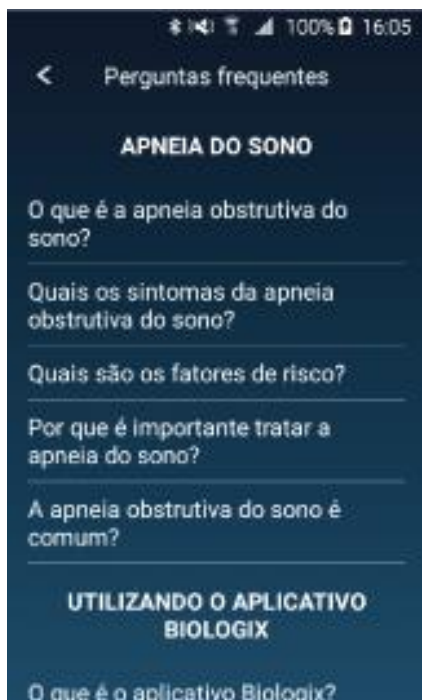 100% 16:05
Perguntas frequentes
APNEIA DO SONO
O que é a apneia obstrutiva do
sono?
Quais os sintomas da apneia
obstrutiva do sono?
Quais são os fatores de risco?
Por que é importante tratar a
apneia do sono?
A apneia obstrutiva do sono é
comum?
UTILIZANDO O APLICATIVO
BIOLOGIX
O que é o aplicativo Biologix?